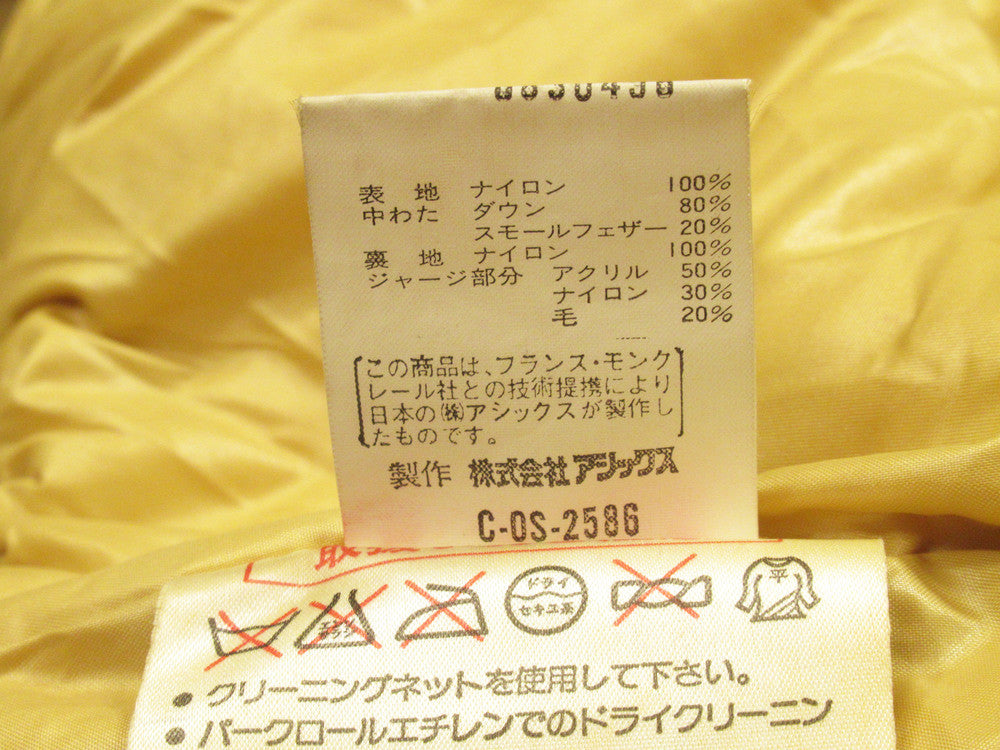 表 地 ナイロン 100%
中わた ダウン 80%
スモールフェザー 20%
裏 地 ナイロン 100%
ジャージ部分 アクリル 50%
ナイロン 30%
毛 20%
この商品は、フランス・モンク
レール社との技術提携により
日本の㈱アシックスが製作し
たものです。
製作 株式会社アシックス
C-OS-2586
ドライ
セキユ系
平
• クリーニングネットを使用して下さい。
• パークロールエチレンでのドライクリーニン